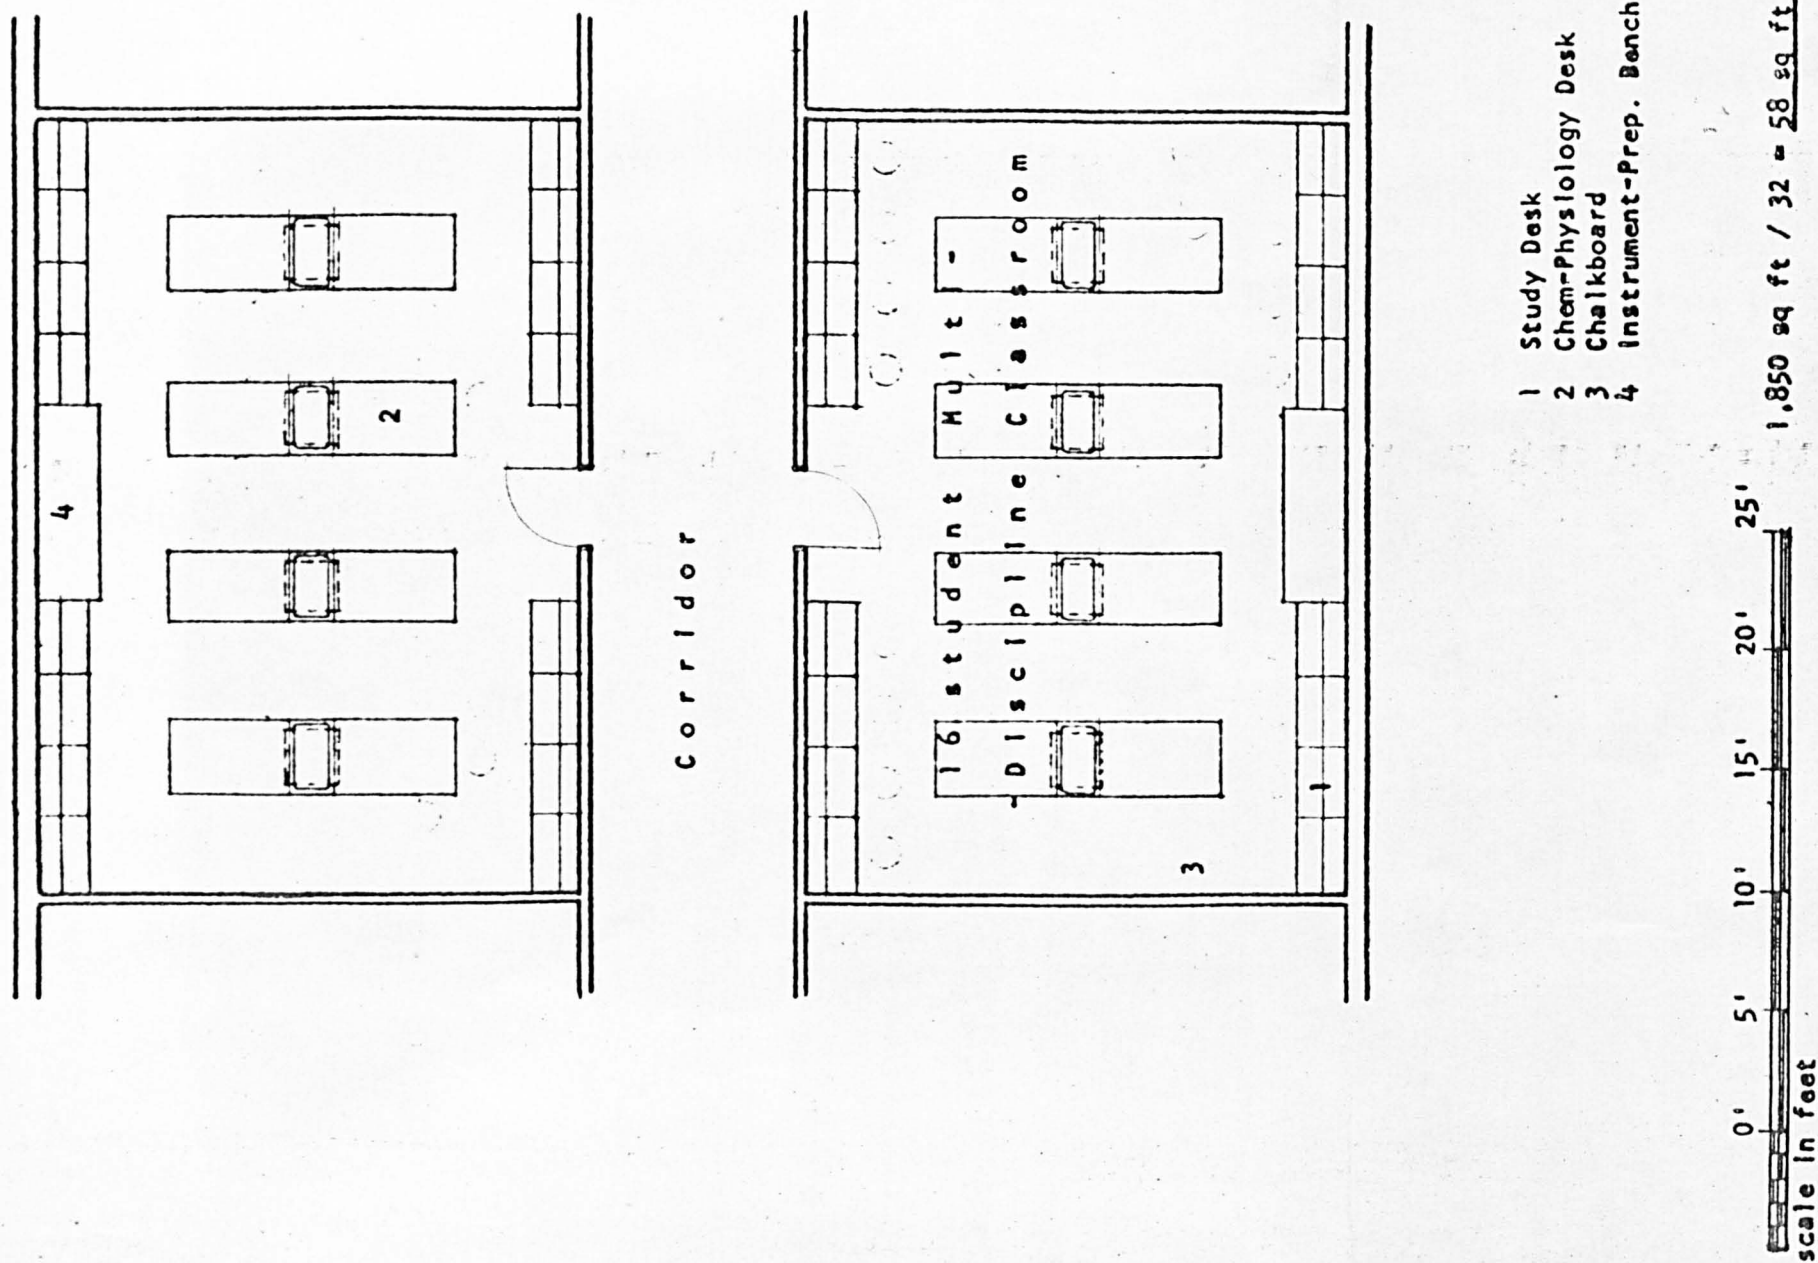 4
2
Corridor
16 student Multi-
-Discipline Classroom
3
1
1 Study Desk
2 Chem-Physiology Desk
3 Chalkboard
4 Instrument-Prep. Bench
0' 5' 10' 15' 20' 25'
scale in feet
1,850 sq ft / 32 = 58 sq ft